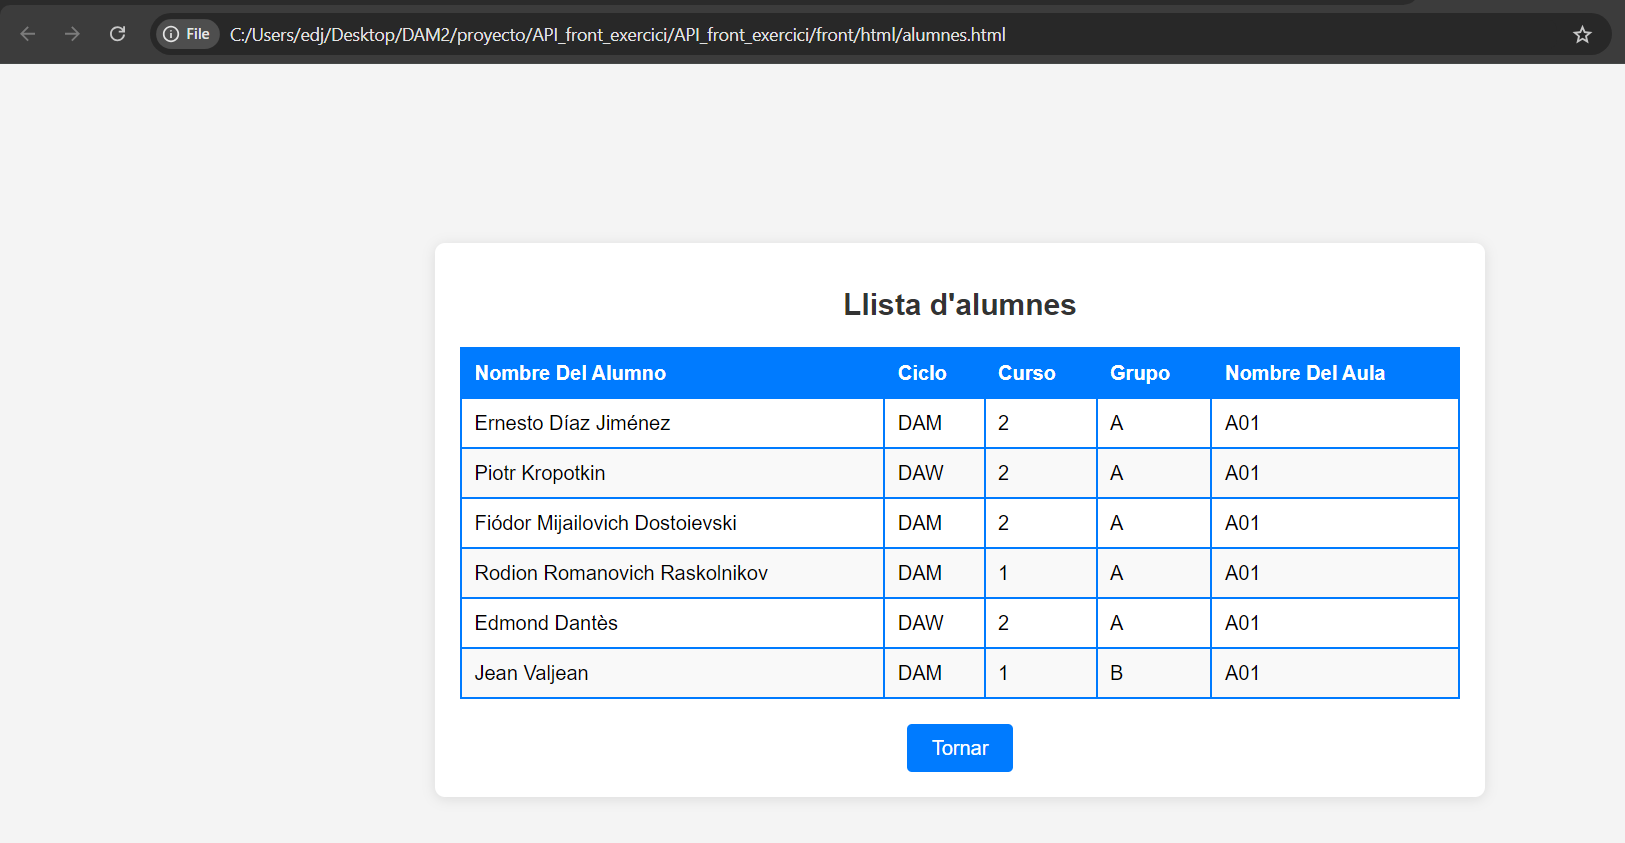 File C:/Users/edj/Desktop/DAM2/proyecto/API_front_exercici/API_front_exercici/front/html/alumnes.html
Llista d'alumnes
Nombre Del Alumno Ciclo Curso Grupo Nombre Del Aula
Ernesto Díaz Jiménez DAM 2 A A01
Piotr Kropotkin DAW 2 A A01
Fiódor Mijailovich Dostoievski DAM 2 A A01
Rodion Romanovich Raskolnikov DAM 1 A A01
Edmond Dantès DAW 2 A A01
Jean Valjean DAM 1 B A01
Tornar